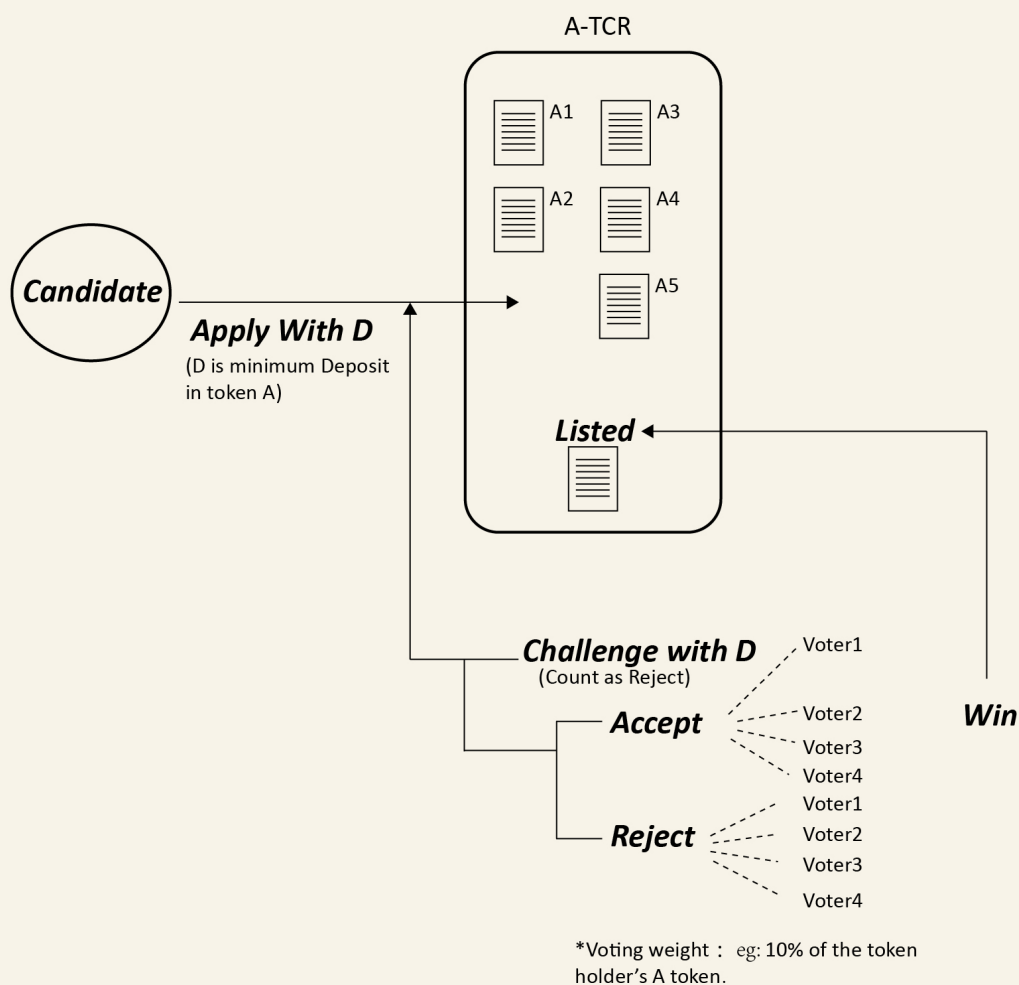 A-TCR
A1
A3
A2
A4
A5
Candidate
Apply With D
(D is minimum Deposit
in token A)
Listed
Challenge with D
(Count as Reject)
Accept
Voter1
Voter2
Voter3
Voter4
Win
Reject
Voter1
Voter2
Voter3
Voter4
*Voting weight： eg: 10% of the token
holder’s A token.